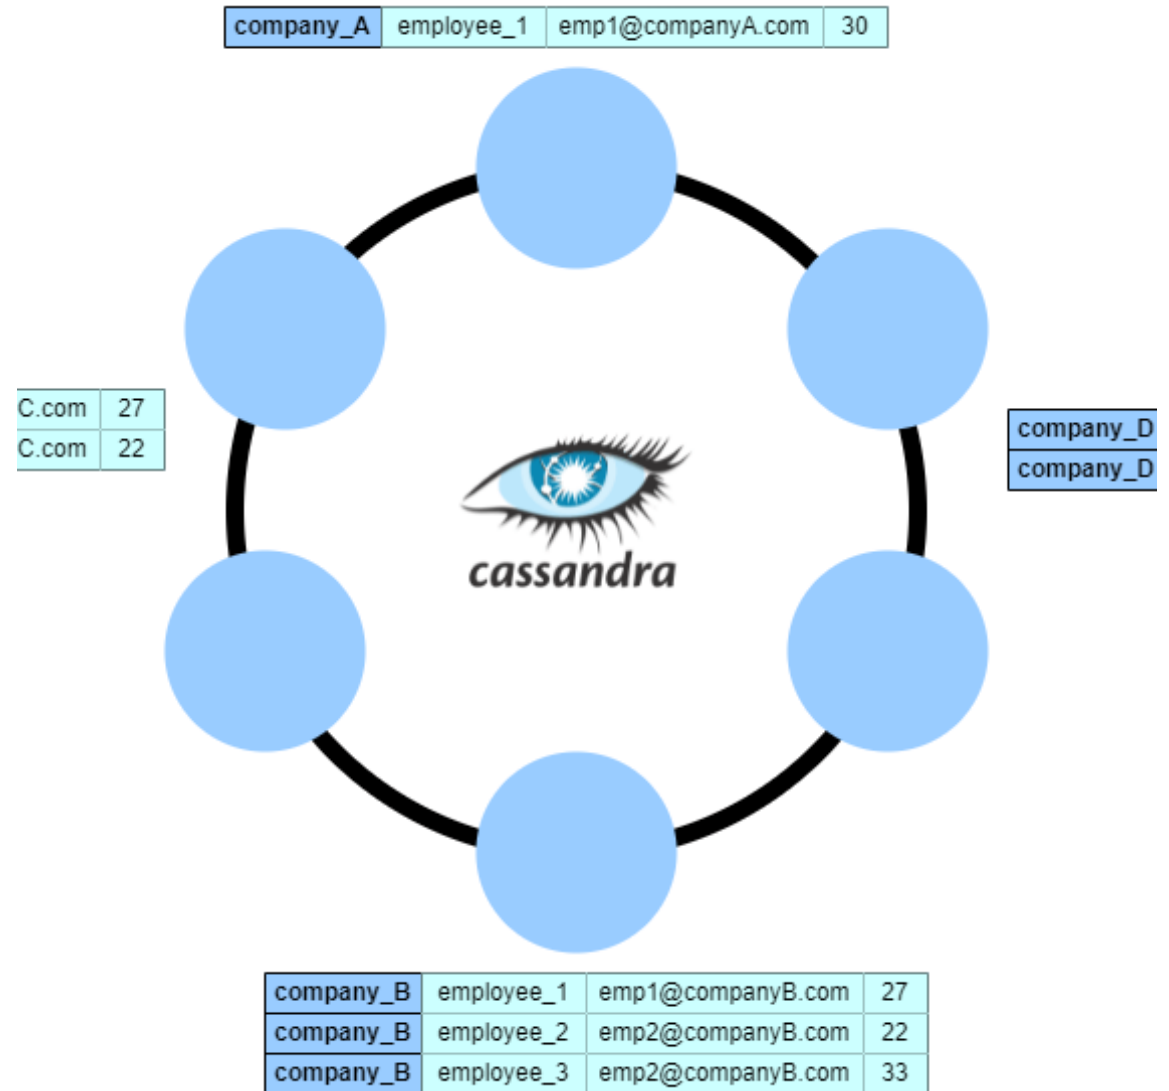 company_A employee_1 emp1@companyA.com 30
C.com 27
C.com 22
company_D
company_D
cassandra
company_B employee_1 emp1@companyB.com 27
company_B employee_2 emp2@companyB.com 22
company_B employee_3 emp2@companyB.com 33